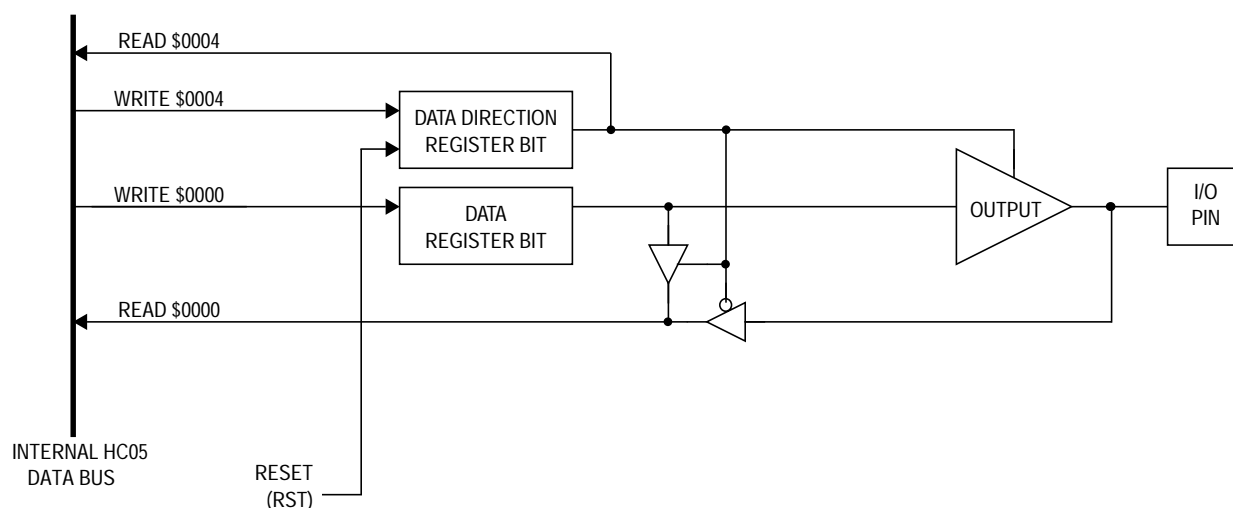 READ $0004
WRITE $0004
DATA DIRECTION
REGISTER BIT
WRITE $0000
DATA
REGISTER BIT
OUTPUT
I/O
PIN
READ $0000
INTERNAL HC05
DATA BUS
RESET
(RST)